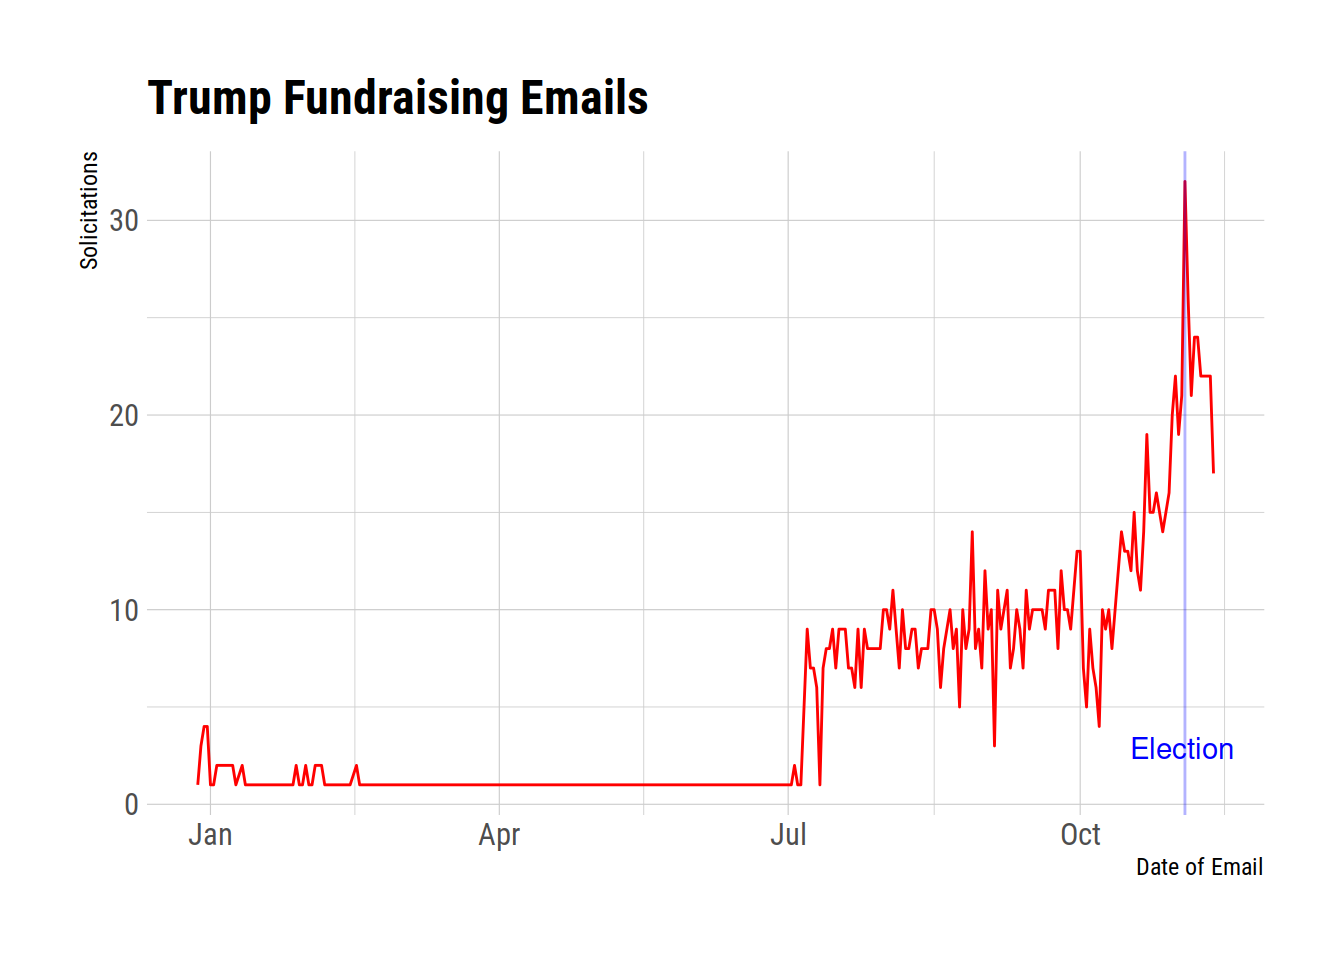 Trump Fundraising Emails
Solicitations
30
20
10
0
Election
Jan
Apr
Jul
Oct
Date of Email